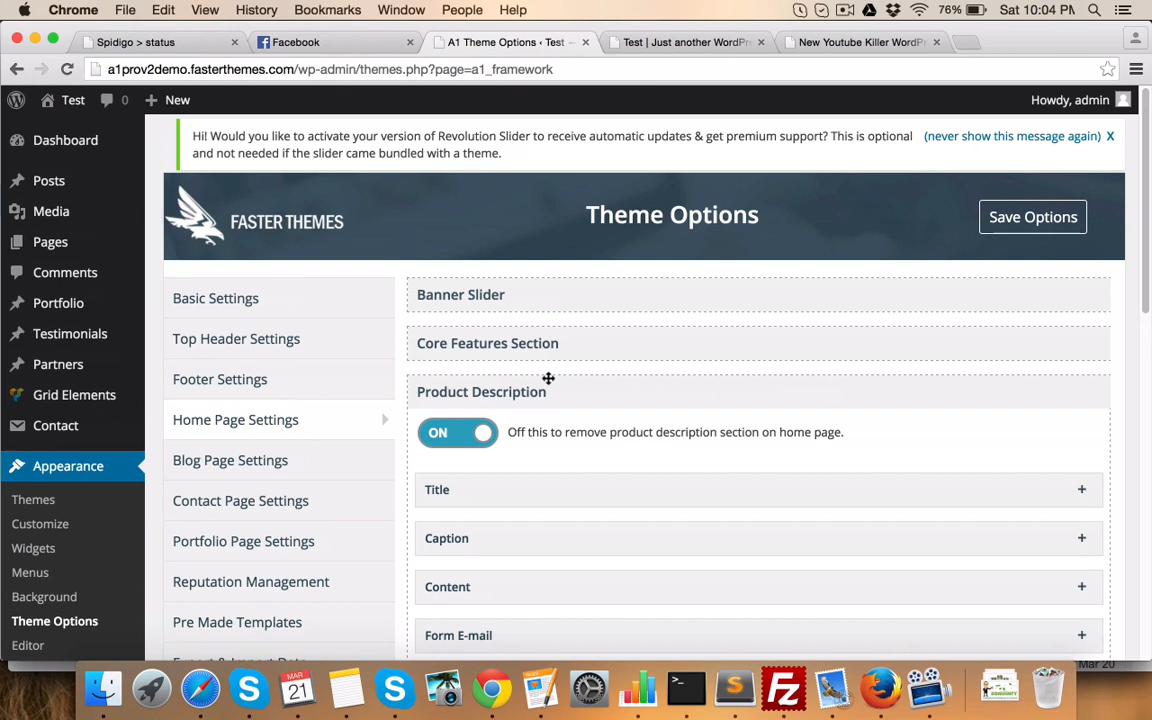 Chrome File Edit View History Bookmarks Window People Help 76% Sat 10:04 PM
Spidigo > status × Facebook × A1 Theme Options ‹ Test — × Test | Just another WordPr × New Youtube Killer WordPr ×
a1prov2demo.fasterthemes.com/wp-admin/themes.php?page=a1_framework
Test 0 + New Howdy, admin
Hi! Would you like to activate your version of Revolution Slider to receive automatic updates & get premium support? This is optional (never show this message again) X
and not needed if the slider came bundled with a theme.
FASTER THEMES Theme Options Save Options
Dashboard
Posts
Media
Pages
Comments
Portfolio
Testimonials
Partners
Grid Elements
Contact
Appearance
Themes
Customize
Widgets
Menus
Background
Theme Options
Editor
Basic Settings
Top Header Settings
Footer Settings
Home Page Settings
Blog Page Settings
Contact Page Settings
Portfolio Page Settings
Reputation Management
Pre Made Templates
Export & Import Data
Banner Slider
Core Features Section
Product Description
ON Off this to remove product description section on home page.
Title +
Caption +
Content +
Form E-mail +
Mar 20
MAR
21
>_
Fz